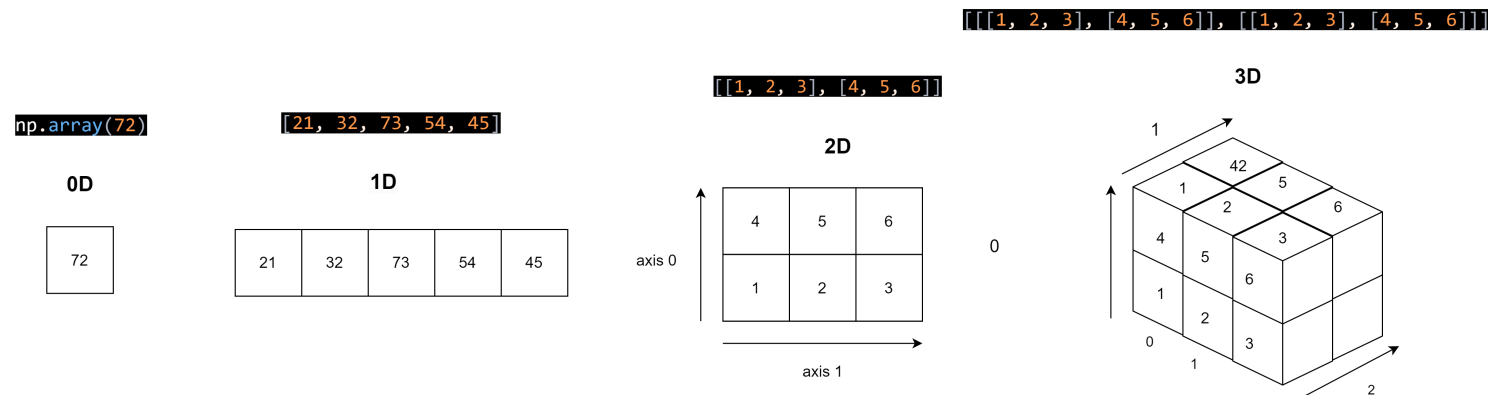 np.array(72)
0D
72
[21, 32, 73, 54, 45]
1D
21 32 73 54 45
[[1, 2, 3], [4, 5, 6]]
2D
axis 0
4 5 6
1 2 3
axis 1
[[[1, 2, 3], [4, 5, 6]], [[1, 2, 3], [4, 5, 6]]]
3D
1
0
42 5 6
1 2 3
4 5 6
1 2 3
0 1
2